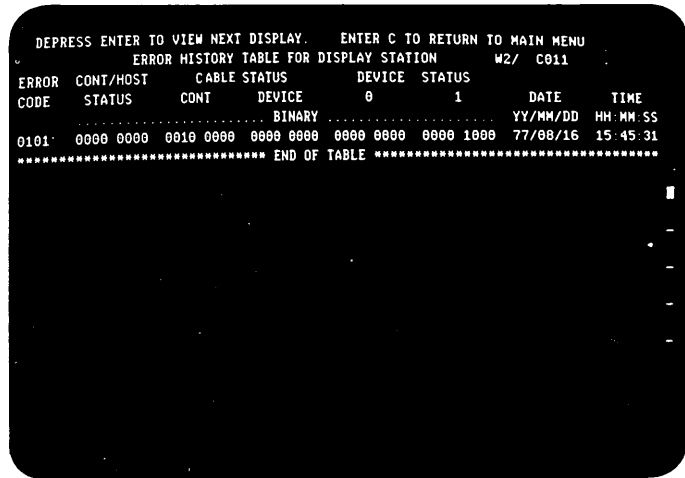 DEPRESS ENTER TO VIEW NEXT DISPLAY. ENTER C TO RETURN TO MAIN MENU
ERROR HISTORY TABLE FOR DISPLAY STATION W2/ C011
ERROR CONT/HOST CABLE STATUS DEVICE STATUS
CODE STATUS CONT DEVICE 0 1 DATE TIME
.......................... BINARY ....................... YY/MM/DD HH:MM:SS
0101 0000 0000 0010 0000 0000 0000 0000 0000 0000 1000 77/08/16 15:45:31
****************************** END OF TABLE ***********************************